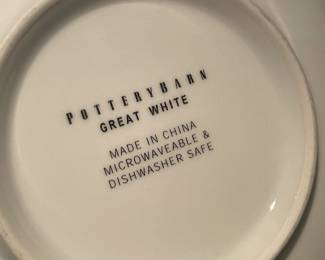 POTTERYBARN
GREAT WHITE
MADE IN CHINA
MICROWAVEABLE &
DISHWASHER SAFE